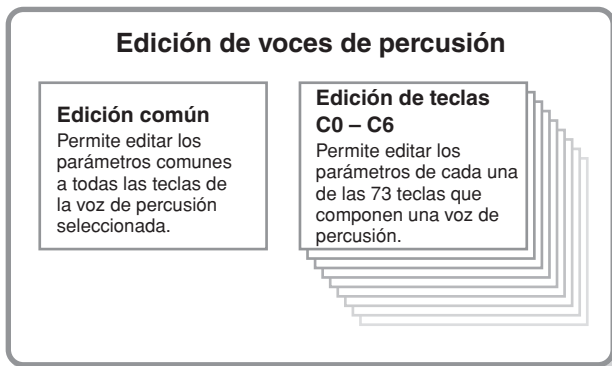 Edición de voces de percusión
Edición común
Permite editar los
parámetros comunes
a todas las teclas de
la voz de percusión
seleccionada.
Edición de teclas
C0 – C6
Permite editar los
parámetros de cada una
de las 73 teclas que
componen una voz de
percusión.